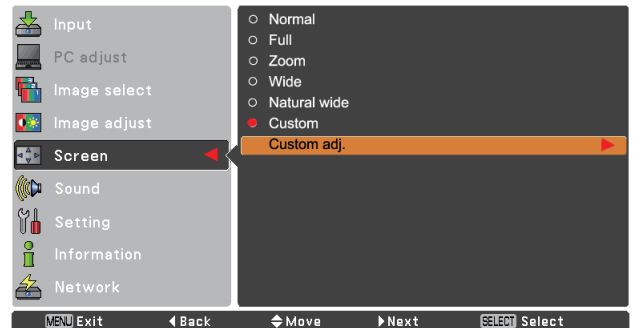 Input
PC adjust
Image select
Image adjust
Screen
Sound
Setting
Information
Network
Normal
Full
Zoom
Wide
Natural wide
Custom
Custom adj.
MENU Exit Back Move Next SELECT Select